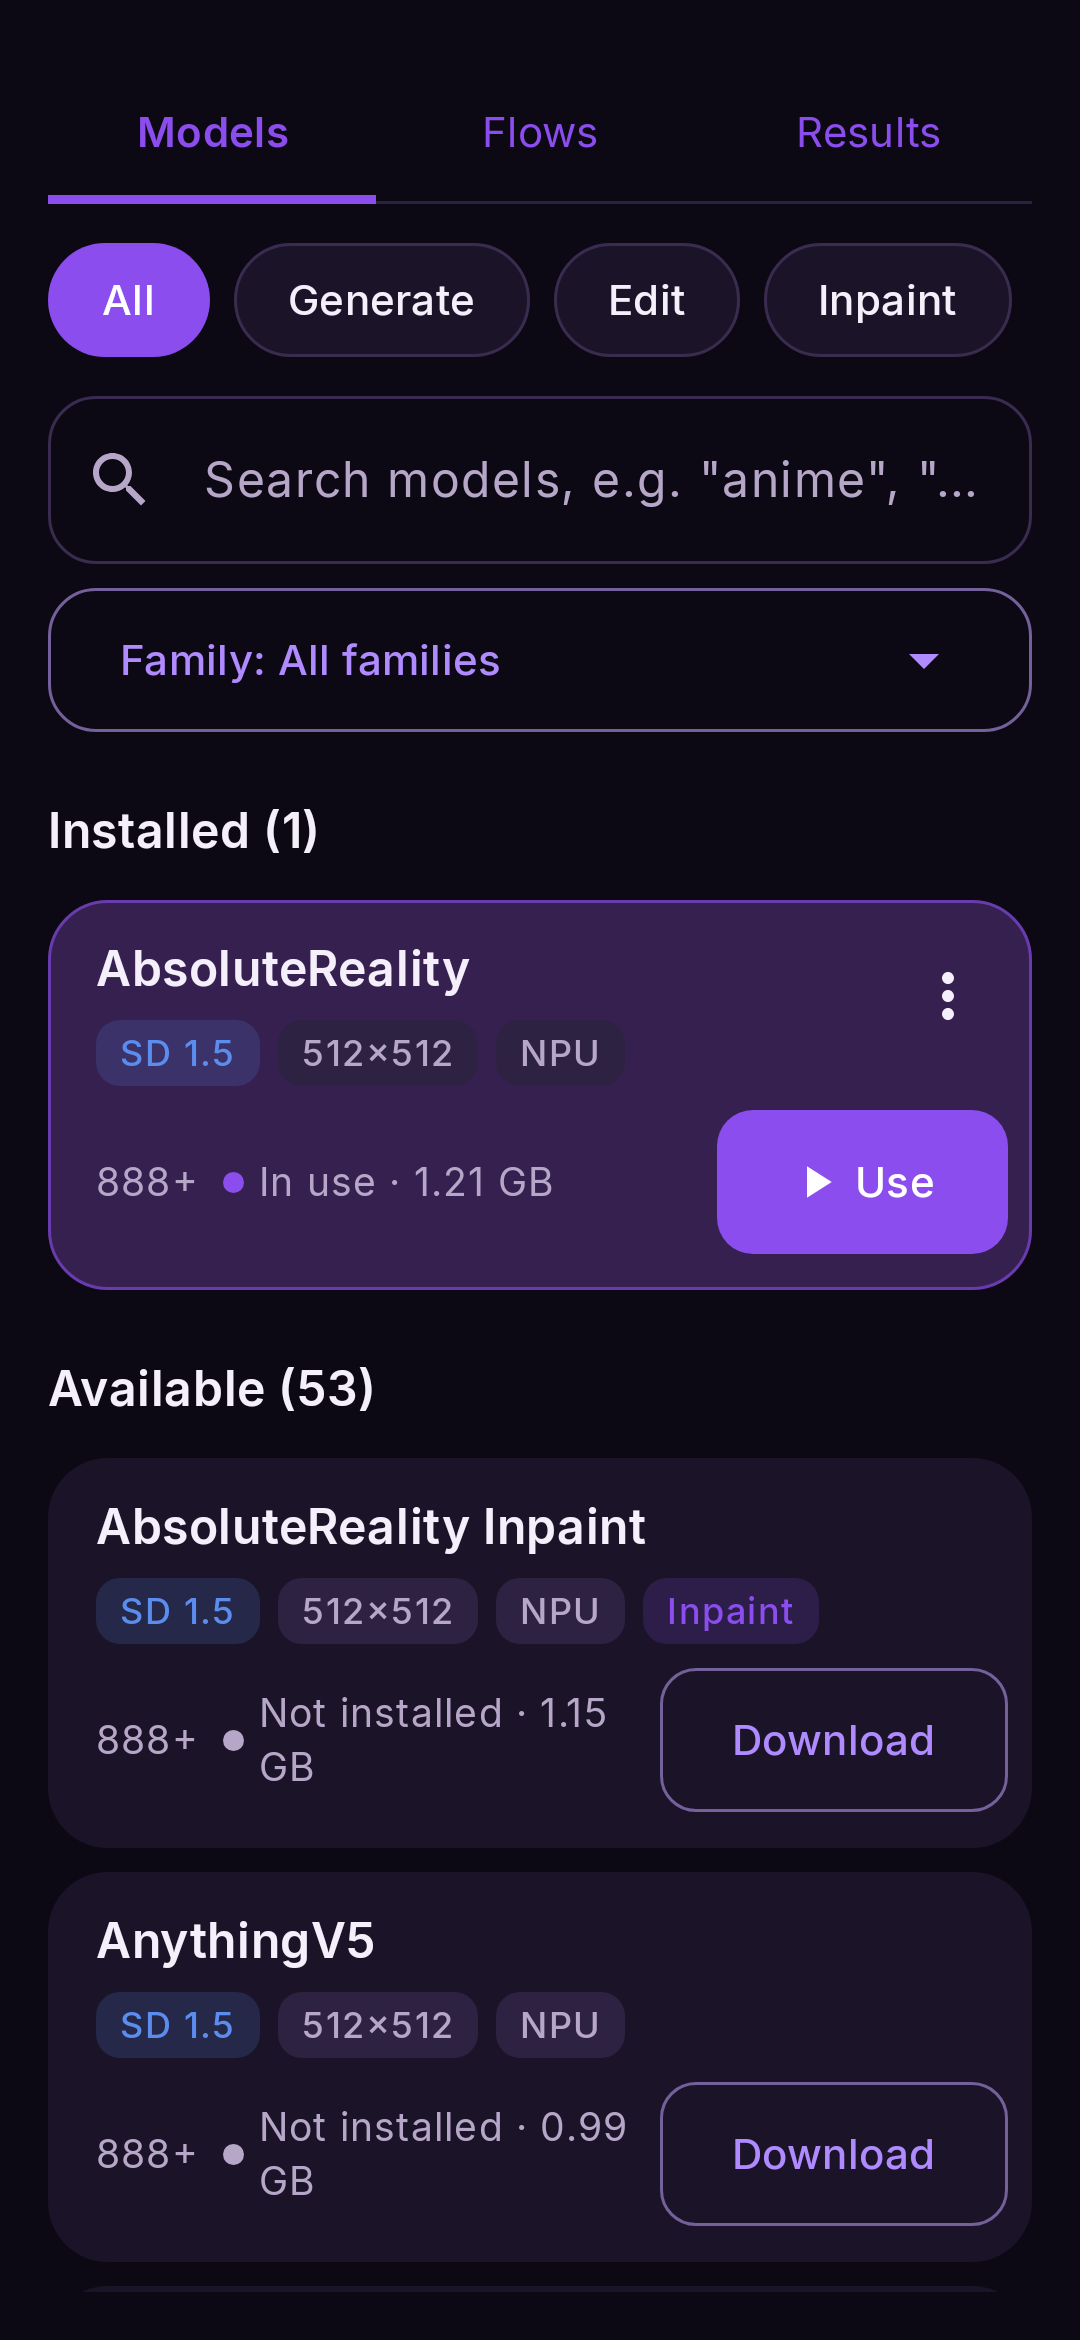 Models Flows Results
All Generate Edit Inpaint
Search models, e.g. "anime", "...
Family: All families
Installed (1)
AbsoluteReality
SD 1.5 512×512 NPU
888+ In use · 1.21 GB Use
Available (53)
AbsoluteReality Inpaint
SD 1.5 512×512 NPU Inpaint
888+ Not installed · 1.15
GB
Download
AnythingV5
SD 1.5 512×512 NPU
888+ Not installed · 0.99
GB
Download